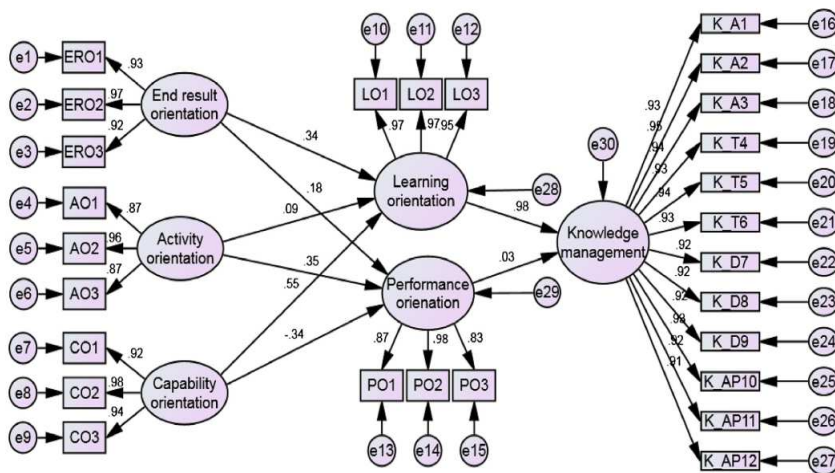 e1
ERO1
.93
e2
ERO2
.97
e3
ERO3
.92
End result
orientation
e4
AO1
.87
e5
AO2
.96
e6
AO3
.87
Activity
orientation
e7
CO1
.92
e8
CO2
.98
e9
CO3
.94
Capability
orientation
.34
.18
.09
.35
.55
-.34
e10
e11
e12
LO1
LO2
LO3
.97
.97
.95
Learning
orientation
e28
.98
Performance
orienation
e29
.03
.87
.98
.83
PO1
PO2
PO3
e13
e14
e15
e30
Knowledge
management
.93
.95
.94
.93
.94
.93
.92
.92
.92
.93
.92
.91
K_A1
e16
K_A2
e17
K_A3
e18
K_T4
e19
K_T5
e20
K_T6
e21
K_D7
e22
K_D8
e23
K_D9
e24
K_AP10
e25
K_AP11
e26
K_AP12
e27